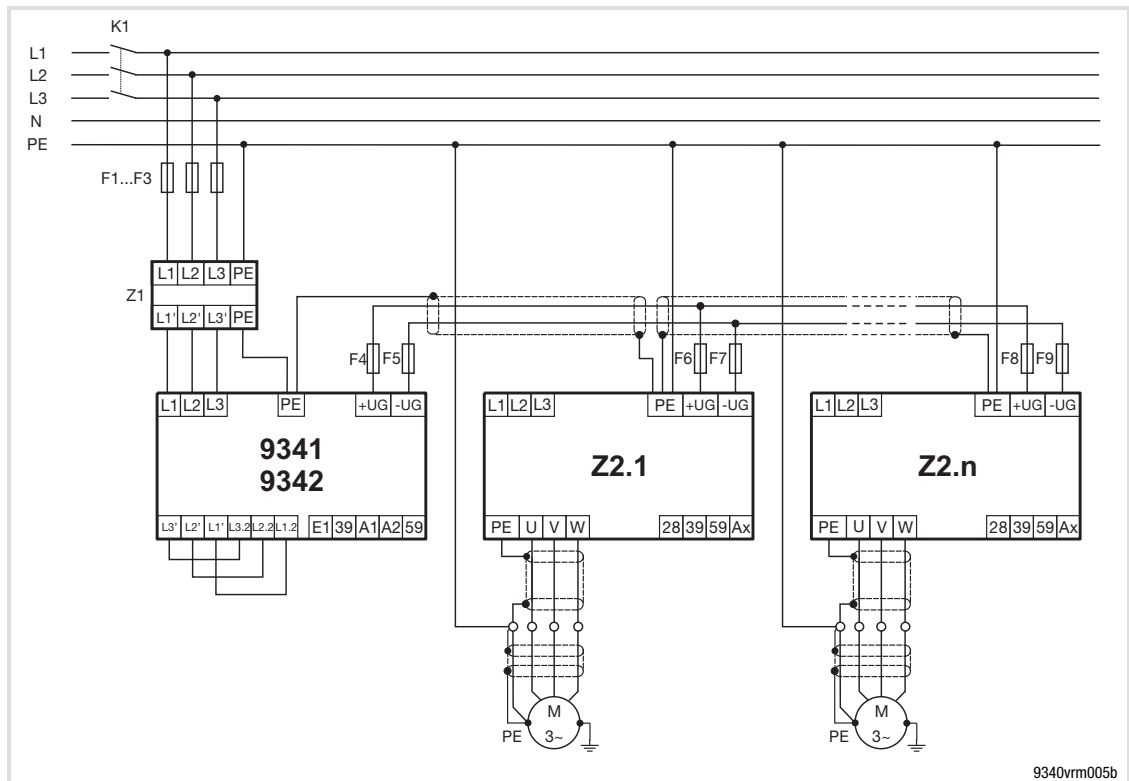 K1
L1
L2
L3
N
PE
F1...F3
L1 L2 L3 PE
Z1
L1' L2' L3' PE
F4 F5 F6 F7 F8 F9
L1 L2 L3 PE +UG -UG
L1 L2 L3 PE +UG -UG
L1 L2 L3 PE +UG -UG
9341
9342
Z2.1
Z2.n
L3' L2' L1' L3.2 L2.2 L1.2 E1 39 A1 A2 59
PE U V W 28 39 59 Ax
PE U V W 28 39 59 Ax
M
3~
PE
M
3~
PE
9340vrm005b